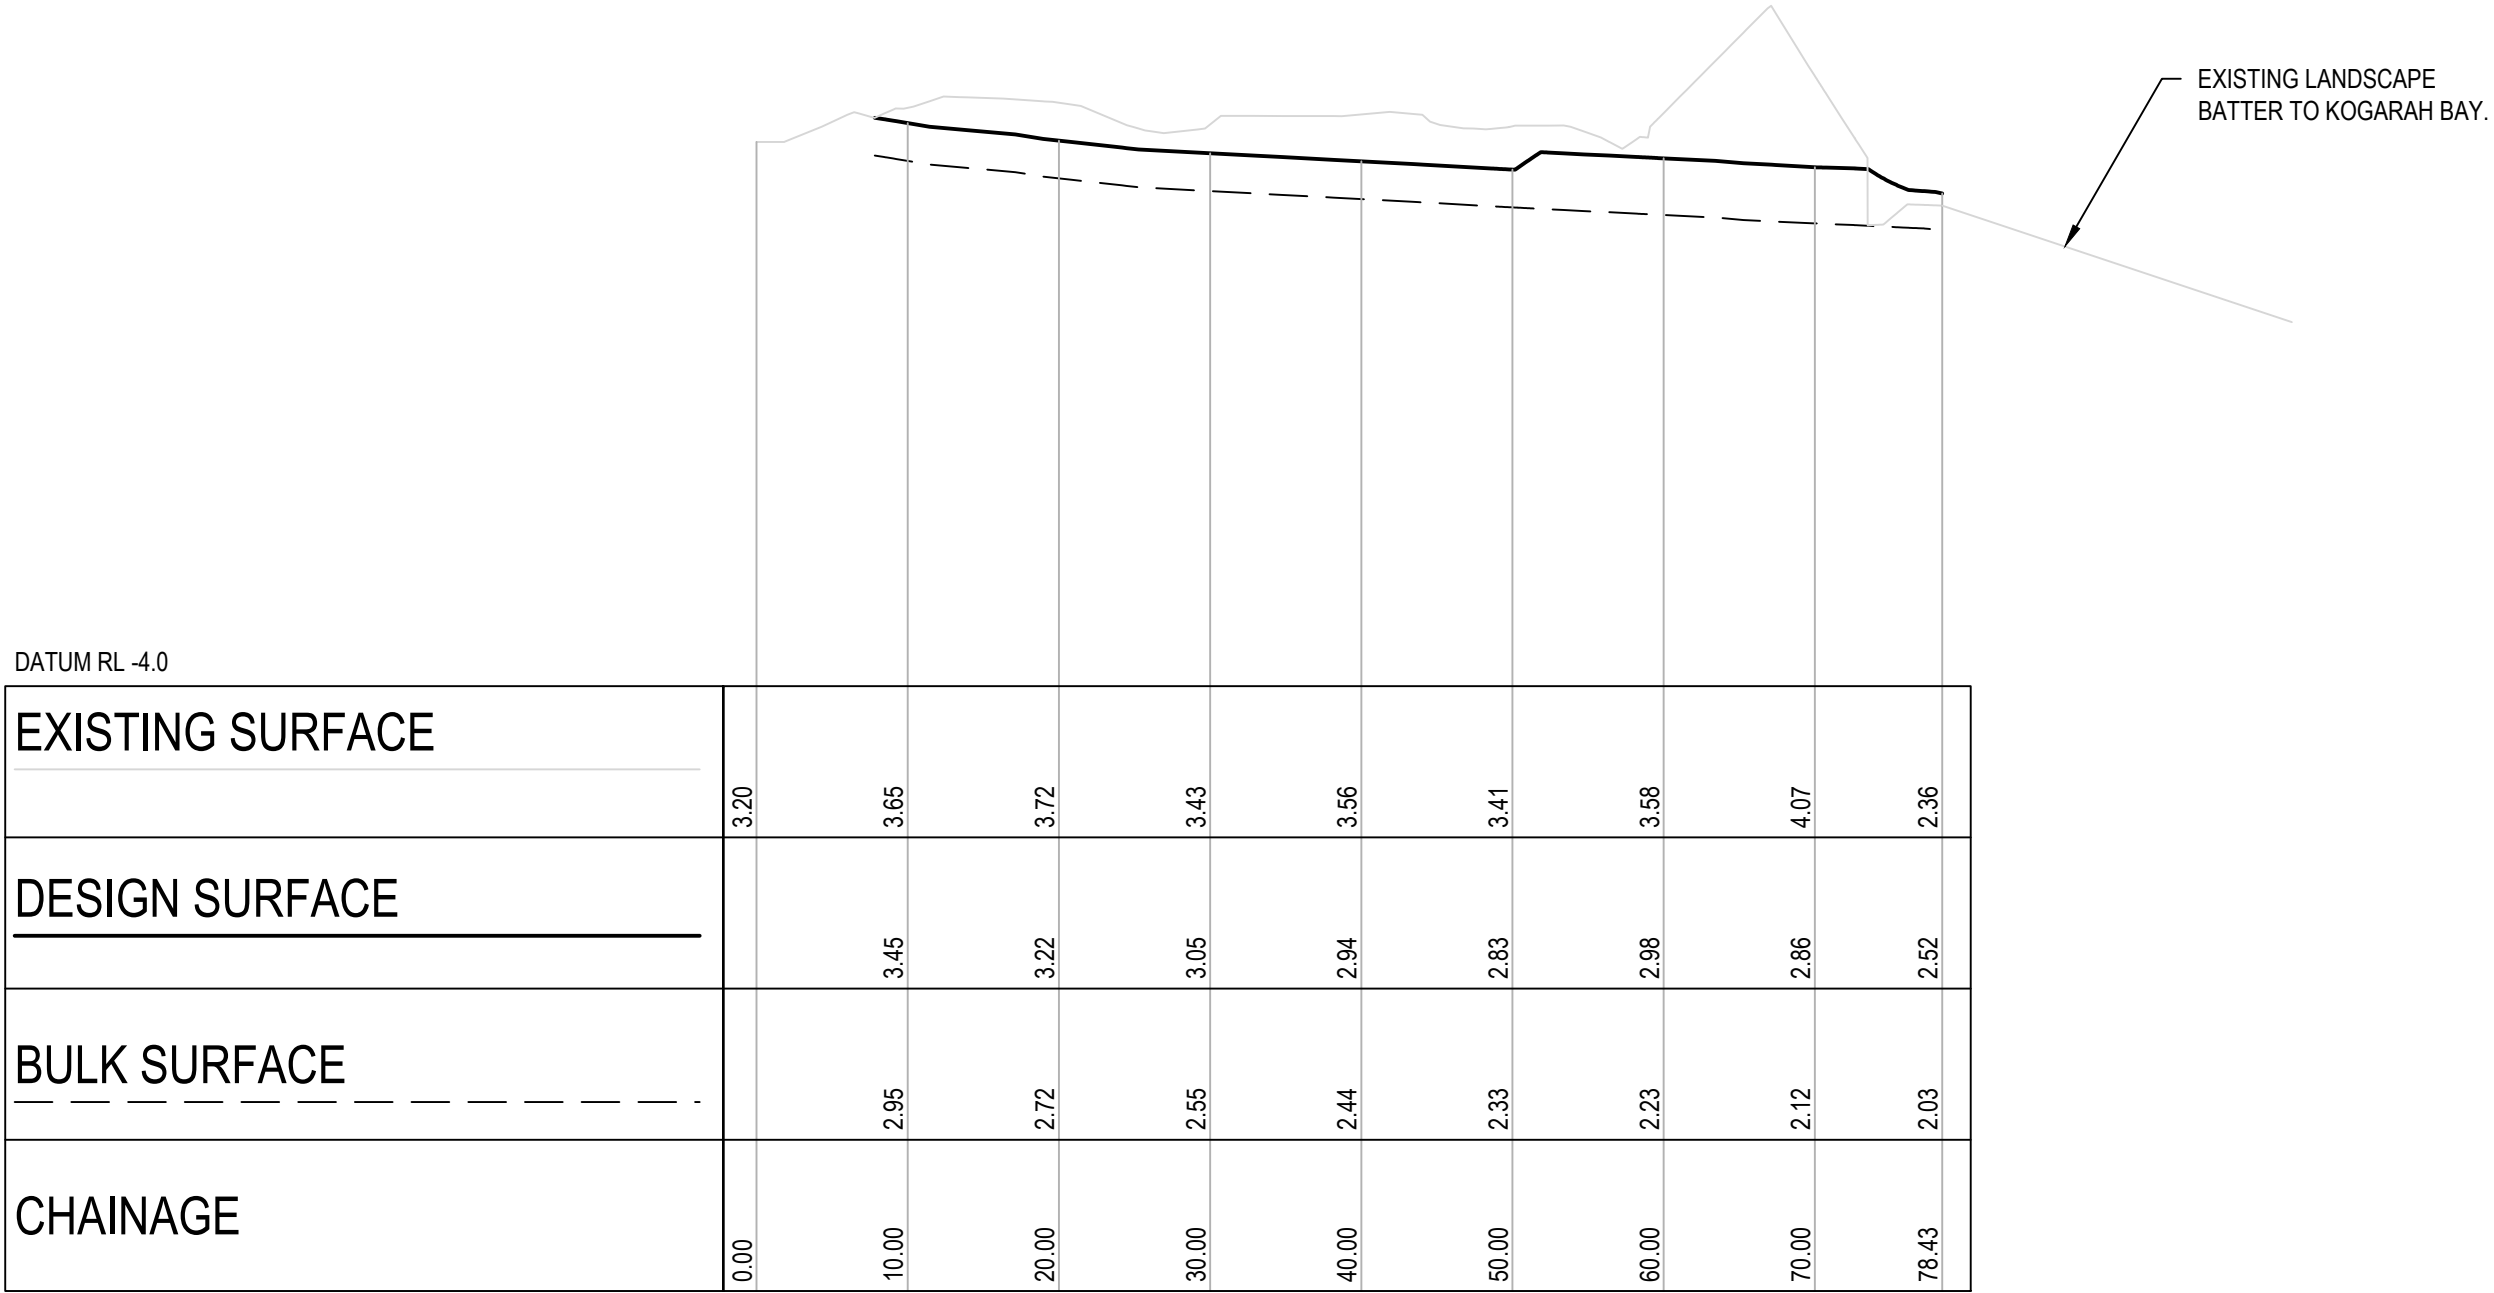 EXISTING LANDSCAPE
BATTER TO KOGARAH BAY.
DATUM RL -4.0
EXISTING SURFACE
3.20 3.65 3.72 3.43 3.56 3.41 3.58 4.07 2.36
DESIGN SURFACE
3.45 3.22 3.05 2.94 2.83 2.98 2.86 2.52
BULK SURFACE
2.95 2.72 2.55 2.44 2.33 2.23 2.12 2.03
CHAINAGE
0.00 10.00 20.00 30.00 40.00 50.00 60.00 70.00 78.43